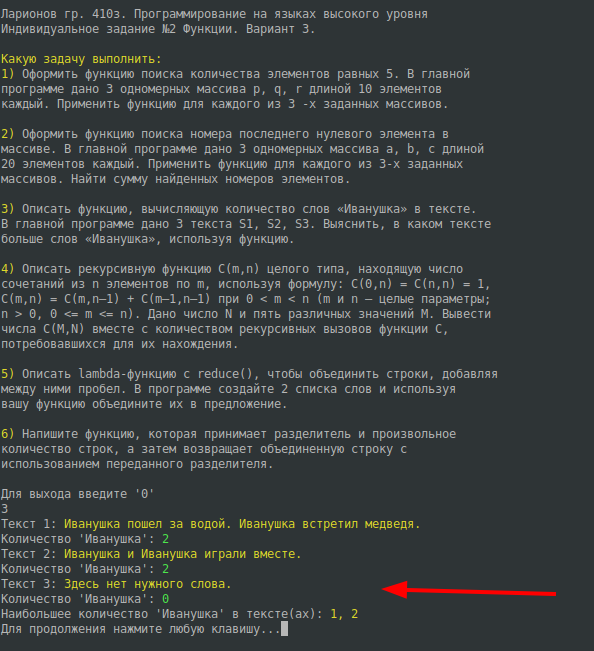 Ларионов гр. 410з. Программирование на языках высокого уровня
Индивидуальное задание №2 Функции. Вариант 3.
Какую задачу выполнить:
1) Оформить функцию поиска количества элементов равных 5. В главной
программе дано 3 одномерных массива p, q, r длиной 10 элементов
каждый. Применить функцию для каждого из 3 -х заданных массивов.
2) Оформить функцию поиска номера последнего нулевого элемента в
массиве. В главной программе дано 3 одномерных массива a, b, c длиной
20 элементов каждый. Применить функцию для каждого из 3-х заданных
массивов. Найти сумму найденных номеров элементов.
3) Описать функцию, вычисляющую количество слов «Иванушка» в тексте.
В главной программе дано 3 текста S1, S2, S3. Выяснить, в каком тексте
больше слов «Иванушка», используя функцию.
4) Описать рекурсивную функцию C(m,n) целого типа, находящую число
сочетаний из n элементов по m, используя формулу: C(0,n) = C(n,n) = 1,
C(m,n) = C(m,n–1) + C(m–1,n–1) при 0 < m < n (m и n – целые параметры;
n > 0, 0 <= m <= n). Дано число N и пять различных значений M. Вывести
числа C(M,N) вместе с количеством рекурсивных вызовов функции C,
потребовавшихся для их нахождения.
5) Описать lambda-функцию с reduce(), чтобы объединить строки, добавляя
между ними пробел. В программе создайте 2 списка слов и используя
вашу функцию объедините их в предложение.
6) Напишите функцию, которая принимает разделитель и произвольное
количество строк, а затем возвращает объединенную строку с
использованием переданного разделителя.
Для выхода введите '0'
3
Текст 1: Иванушка пошел за водой. Иванушка встретил медведя.
Количество 'Иванушка': 2
Текст 2: Иванушка и Иванушка играли вместе.
Количество 'Иванушка': 2
Текст 3: Здесь нет нужного слова.
Количество 'Иванушка': 0
Наибольшее количество 'Иванушка' в тексте(ах): 1, 2
Для продолжения нажмите любую клавишу...